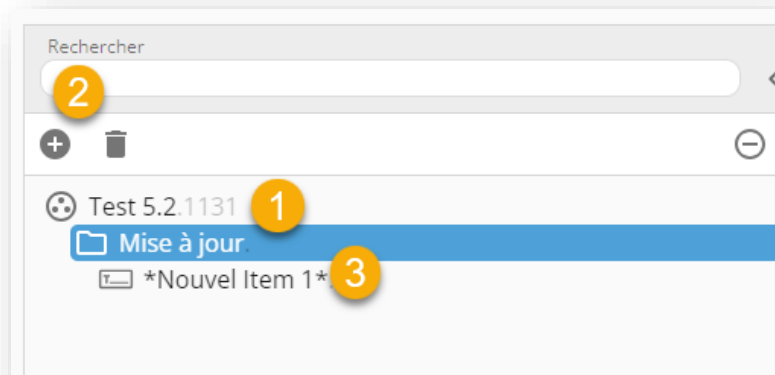 Rechercher
2
Test 5.2.1131 1
Mise à jour.
*Nouvel Item 1* 3